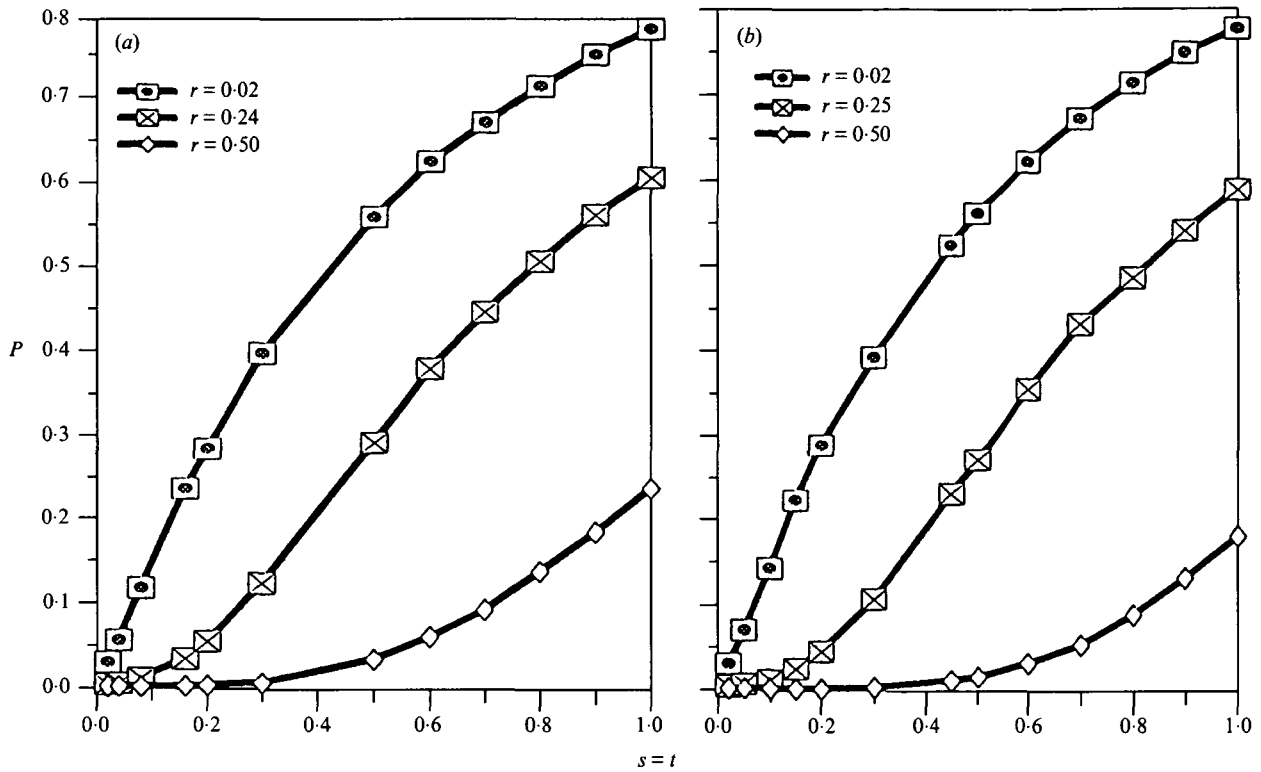 (a)
r = 0·02
r = 0·24
r = 0·50
P
0·8
0·7
0·6
0·5
0·4
0·3
0·2
0·1
0·0
0·0 0·2 0·4 0·6 0·8 1·0
(b)
r = 0·02
r = 0·25
r = 0·50
0·0 0·2 0·4 0·6 0·8 1·0
s = t